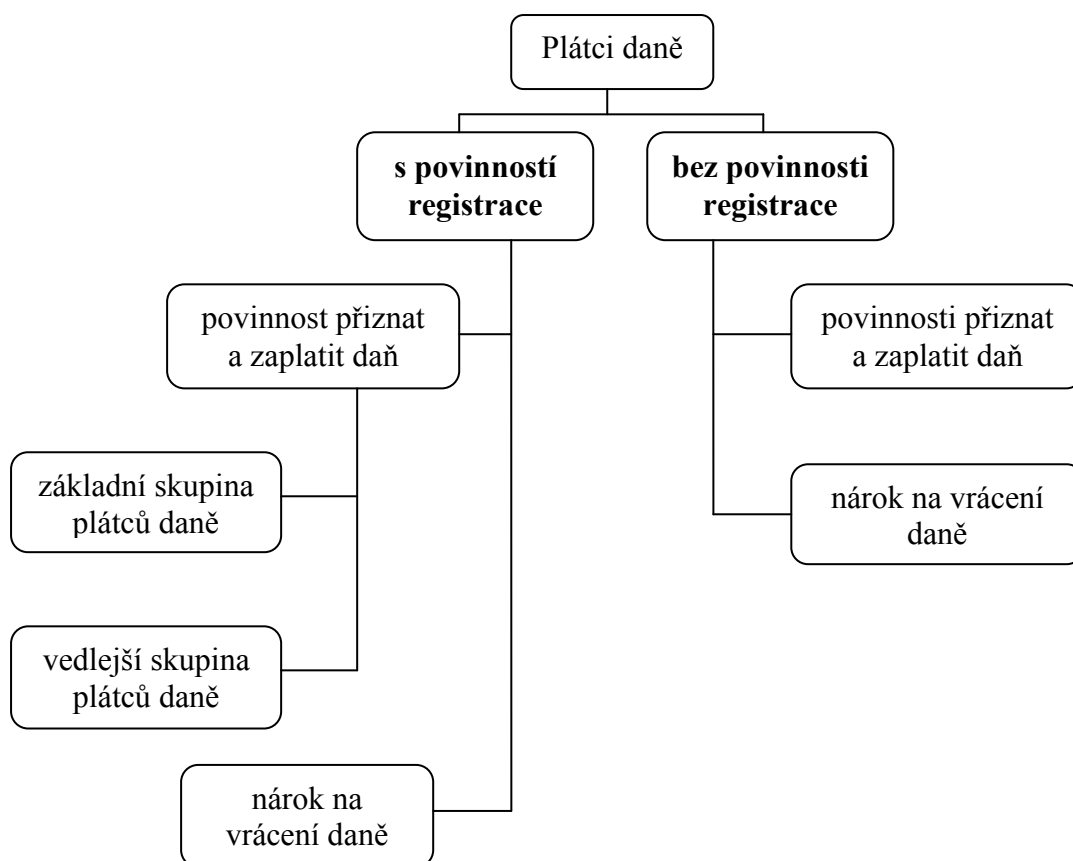 Plátci daně
s povinností
registrace
bez povinnosti
registrace
povinnost přiznat
a zaplatit daň
povinnosti přiznat
a zaplatit daň
základní skupina
plátců daně
nárok na vrácení
daně
vedlejší skupina
plátců daně
nárok na
vrácení daně